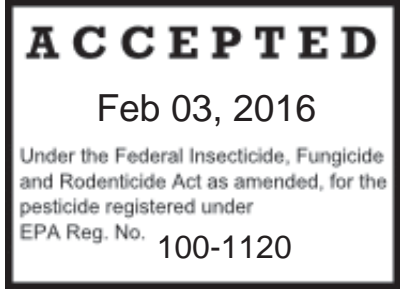 ACCEPTED
Feb 03, 2016
Under the Federal Insecticide, Fungicide
and Rodenticide Act as amended, for the
pesticide registered under
EPA Reg. No. 100-1120